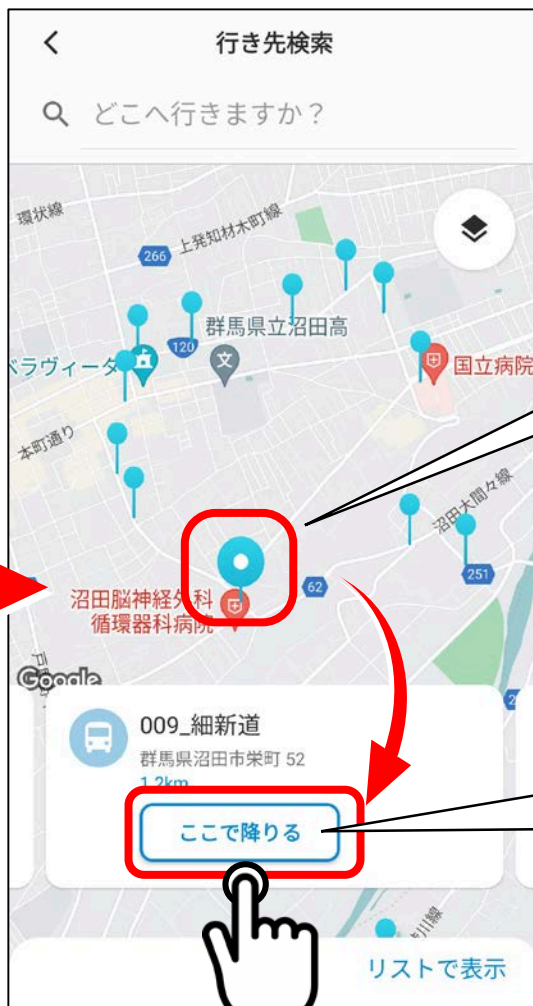 行き先検索
どこへ行きますか？
環状線
上発知材木町線
266
群馬県立沼田高
120
文
ベラヴィータ
国立病院
本町通り
沼田大間々線
251
62
沼田脳神経外科
循環器科病院
Google
009_細新道
群馬県沼田市栄町 52
1.2km
ここで降りる
リストで表示